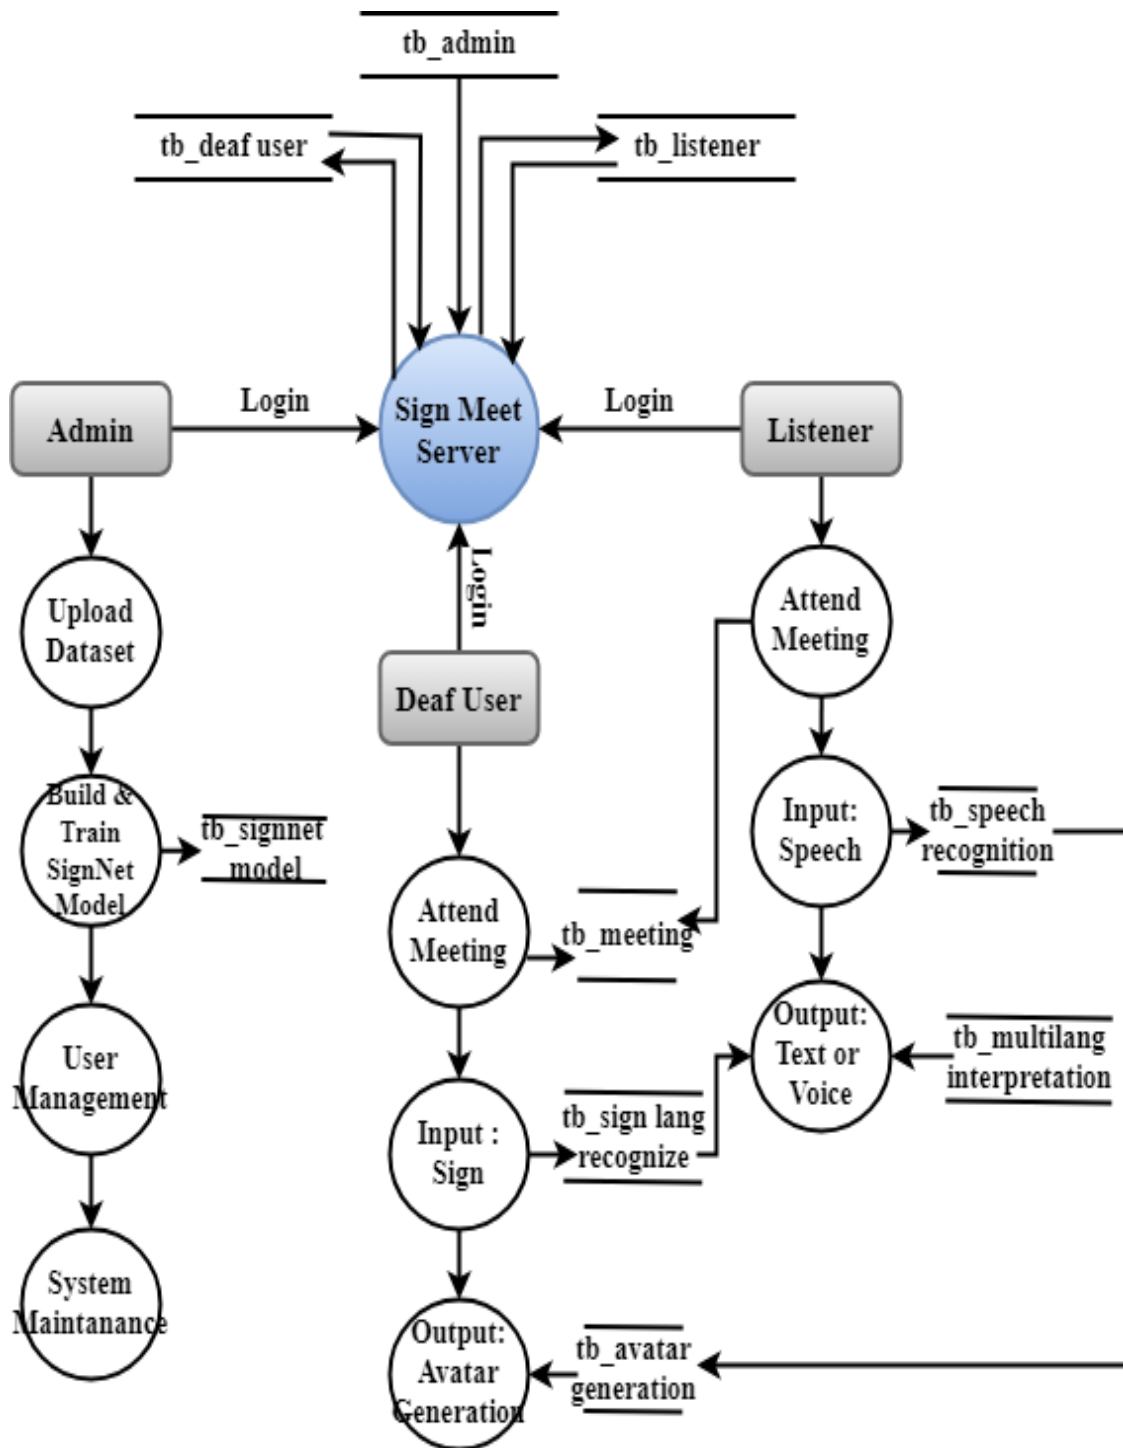 tb_admin
tb_deaf user
tb_listener
Admin
Login
Sign Meet
Server
Login
Listener
Login
Upload
Dataset
Attend
Meeting
Deaf User
Build &
Train
SignNet
Model
tb_signnet
model
Input:
Speech
tb_speech
recognition
Attend
Meeting
tb_meeting
User
Management
Output:
Text or
Voice
tb_multilang
interpretation
Input :
Sign
tb_sign lang
recognize
System
Maintanance
Output:
Avatar
Generation
tb_avatar
generation